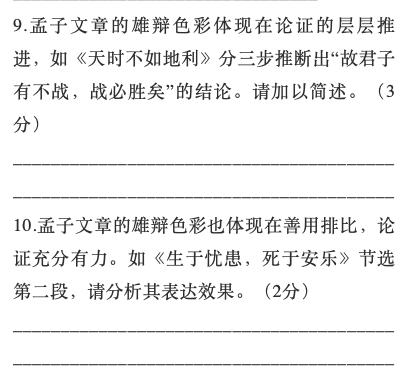 9.孟子文章的雄辩色彩体现在论证的层层推
进，如《天时不如地利》分三步推断出“故君子
有不战，战必胜矣”的结论。请加以简述。（3
分）
10.孟子文章的雄辩色彩也体现在善用排比，论
证充分有力。如《生于忧患，死于安乐》节选
第二段，请分析其表达效果。（2分）